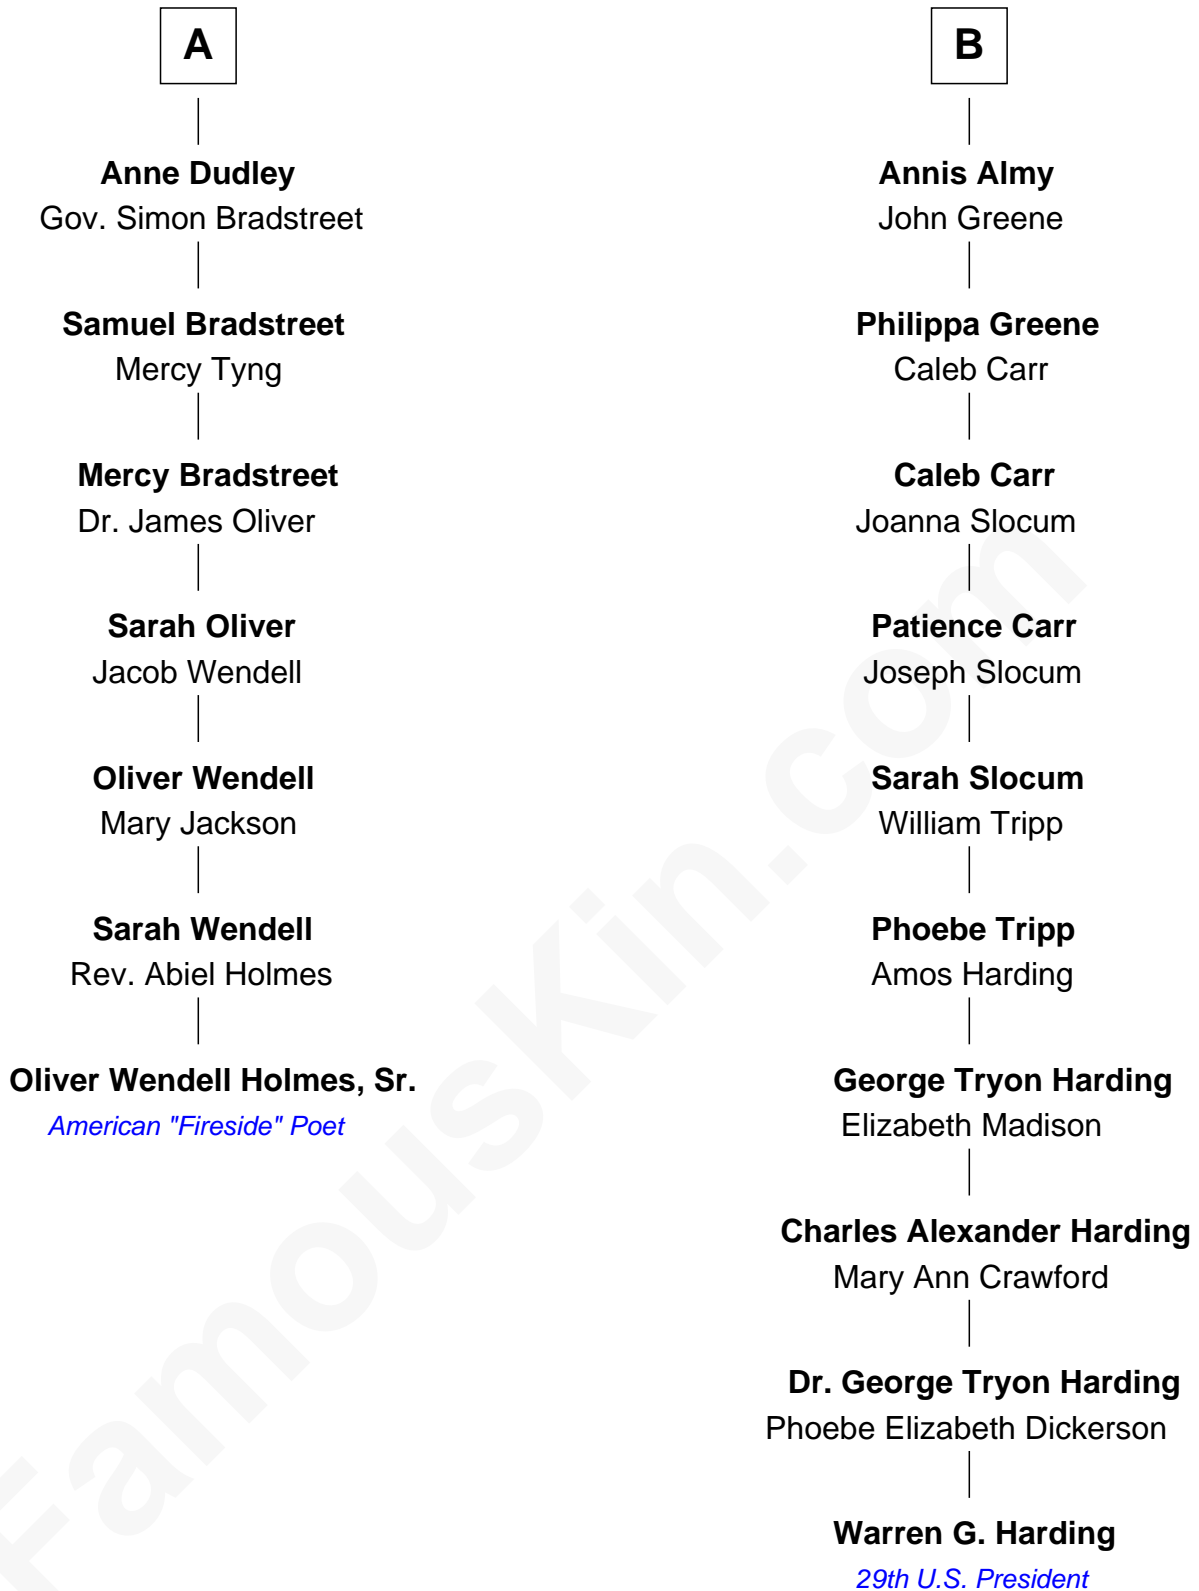 A
Anne Dudley
Gov. Simon Bradstreet
Samuel Bradstreet
Mercy Tyng
Mercy Bradstreet
Dr. James Oliver
Sarah Oliver
Jacob Wendell
Oliver Wendell
Mary Jackson
Sarah Wendell
Rev. Abiel Holmes
Oliver Wendell Holmes, Sr.
American "Fireside" Poet
B
Annis Almy
John Greene
Philippa Greene
Caleb Carr
Caleb Carr
Joanna Slocum
Patience Carr
Joseph Slocum
Sarah Slocum
William Tripp
Phoebe Tripp
Amos Harding
George Tryon Harding
Elizabeth Madison
Charles Alexander Harding
Mary Ann Crawford
Dr. George Tryon Harding
Phoebe Elizabeth Dickerson
Warren G. Harding
29th U.S. President
FamousKin.com